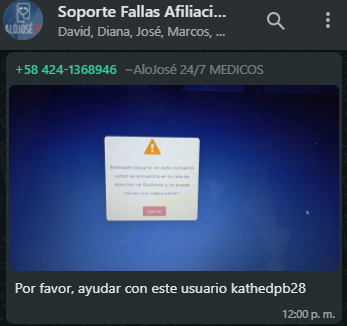 Soporte Fallas Afiliaci...
David, Diana, José, Marcos, ...
+58 424-1368946 ~AloJosé 24/7 MEDICOS
Estimado Usuario, en este momento
usted se encuentra en la cola de
atención de Doctores y no puede
iniciar una nueva sesión
Cerrar
Por favor, ayudar con este usuario kathedpb28
12:00 p. m.